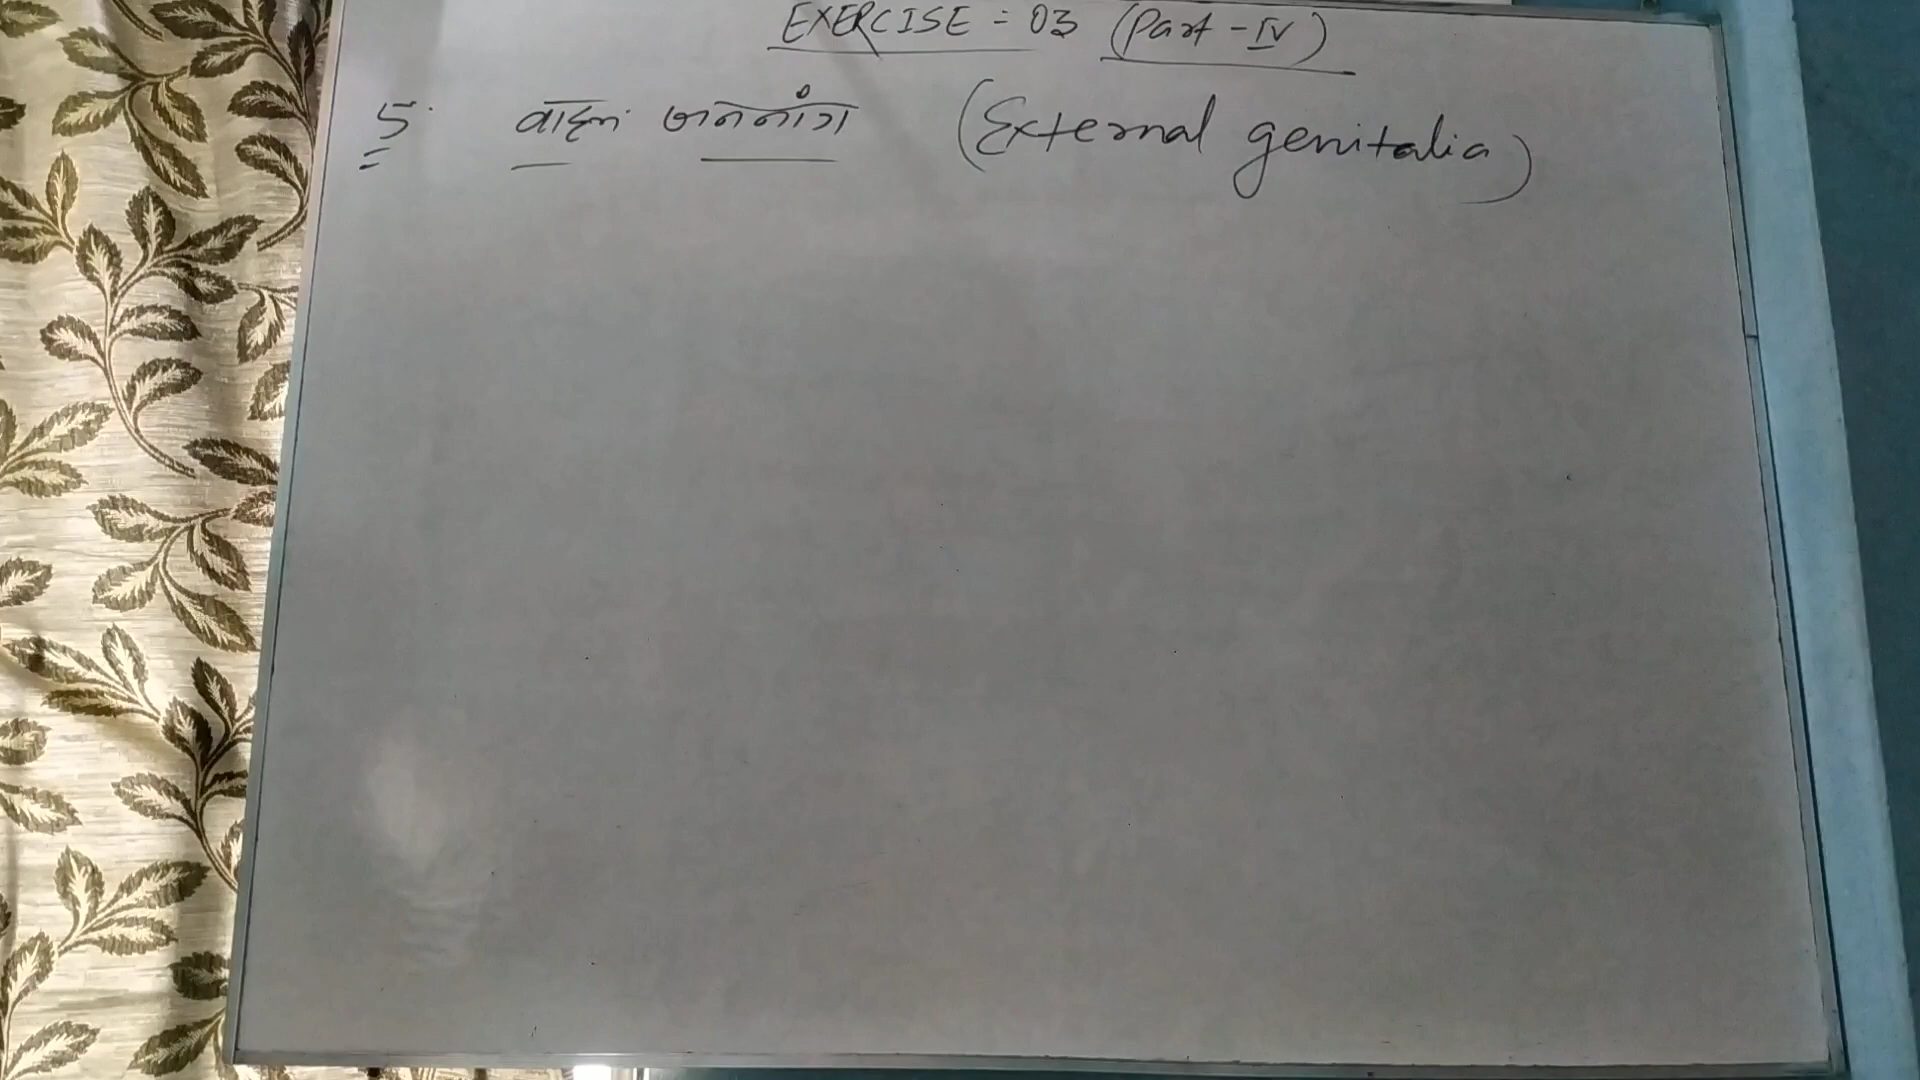 EXERCISE = 03 (Part - IV)
5. वाह्य जननांग (External genitalia)